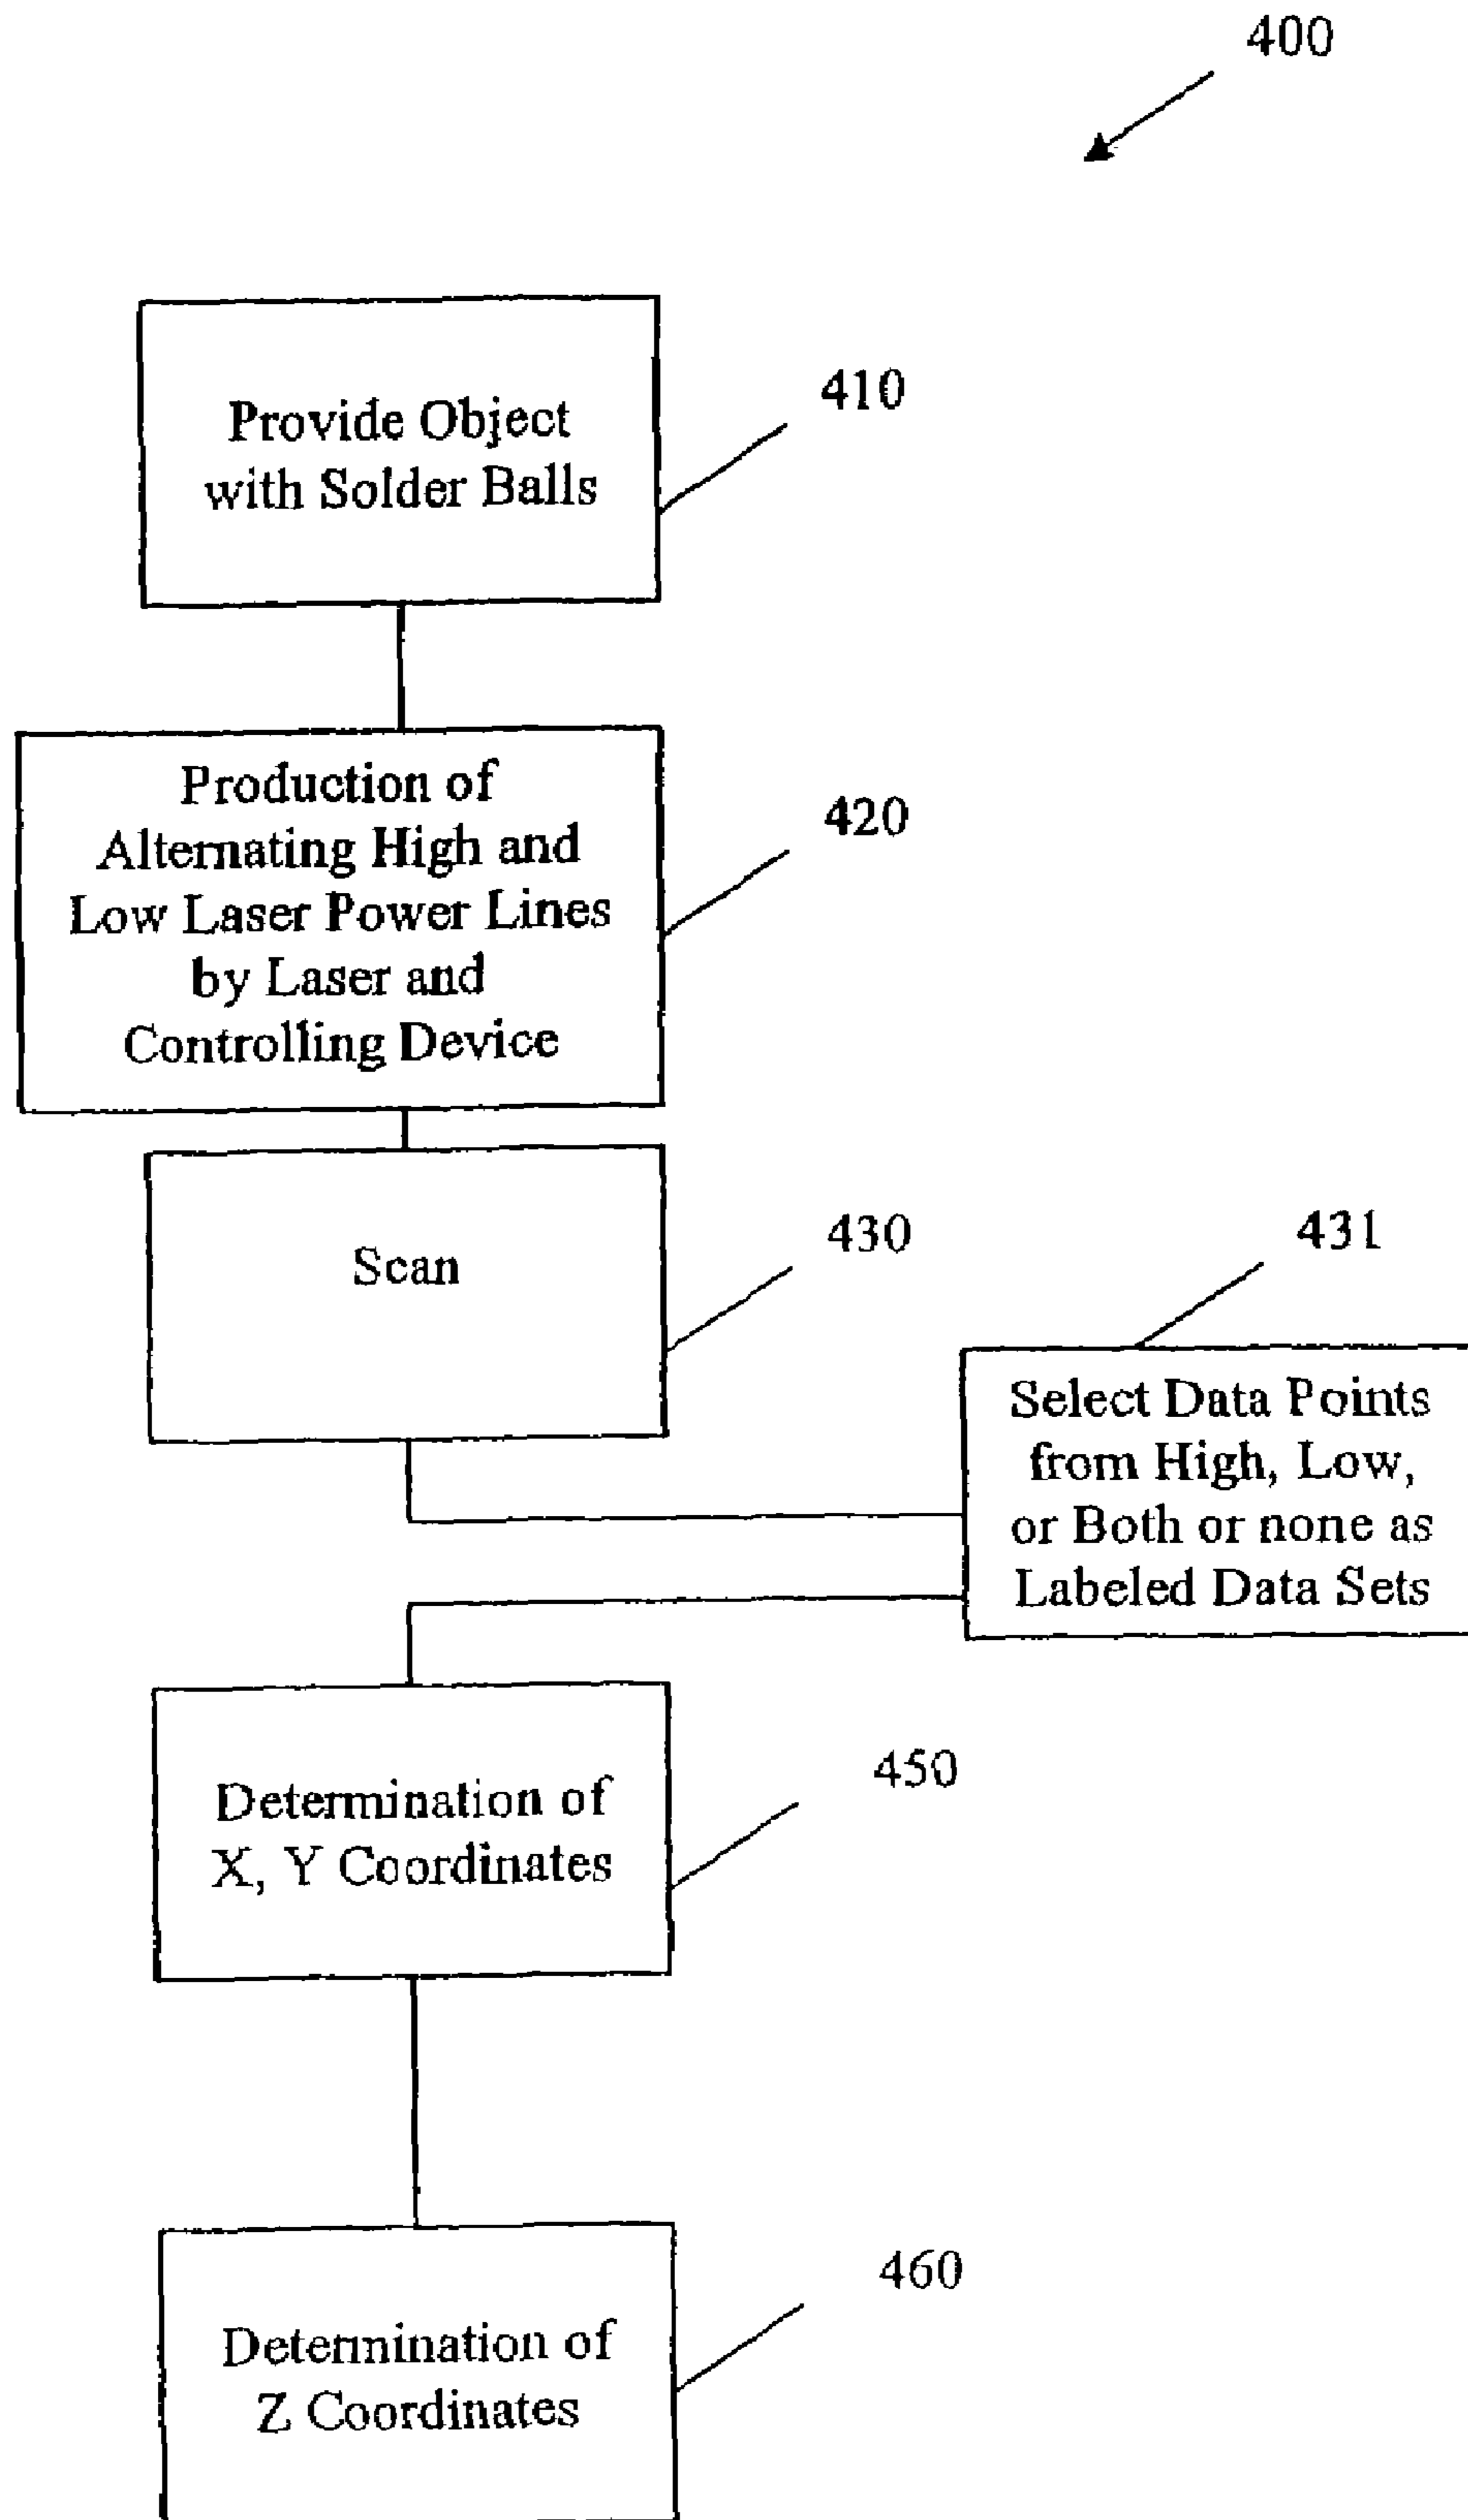 400
Provide Object
with Solder Balls
410
Production of
Alternating High and
Low Laser Power Lines
by Laser and
Controlling Device
420
Scan
430
431
Select Data Points
from High, Low,
or Both or none as
Labeled Data Sets
Determination of
X, Y Coordinates
450
Determination of
Z Coordinates
460